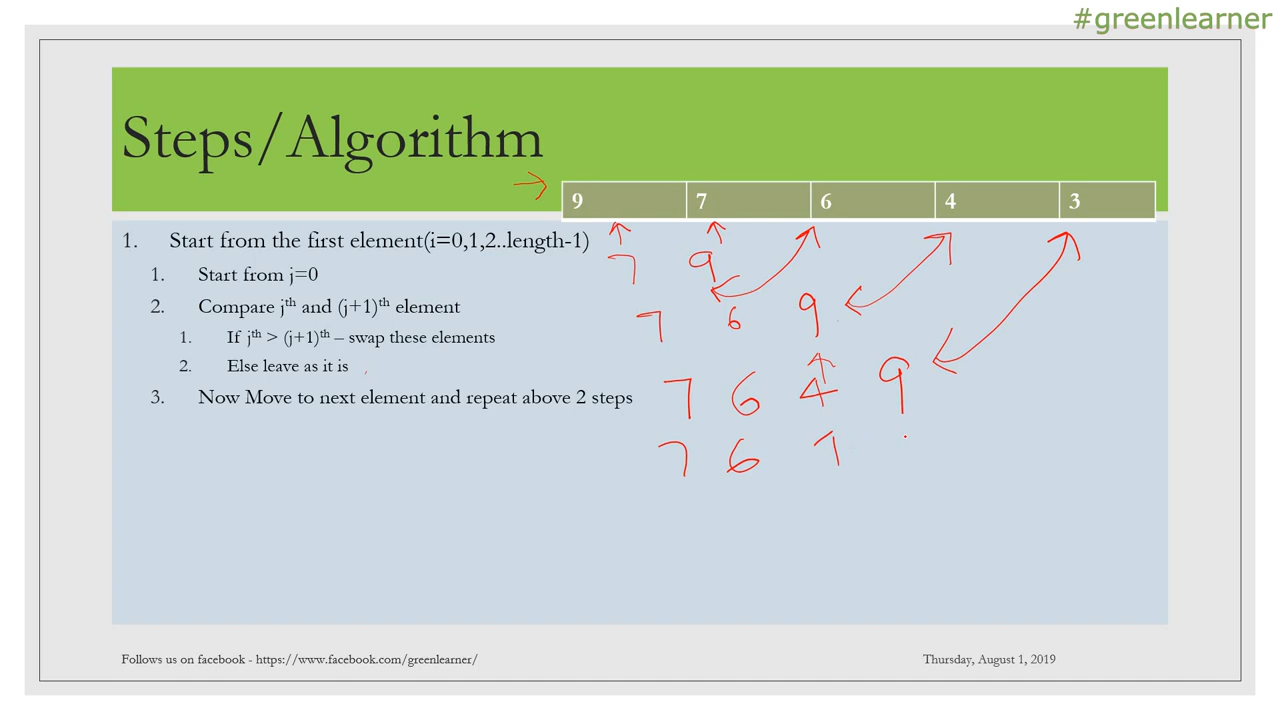 #greenlearner
Steps/Algorithm
9 7 6 4 3
1. Start from the first element(i=0,1,2..length-1)
1. Start from j=0
2. Compare jth and (j+1)th element
1. If jth > (j+1)th – swap these elements
2. Else leave as it is
3. Now Move to next element and repeat above 2 steps
7 9
7 6 9
7 6 4 9
7 6
Follows us on facebook - https://www.facebook.com/greenlearner/
Thursday, August 1, 2019